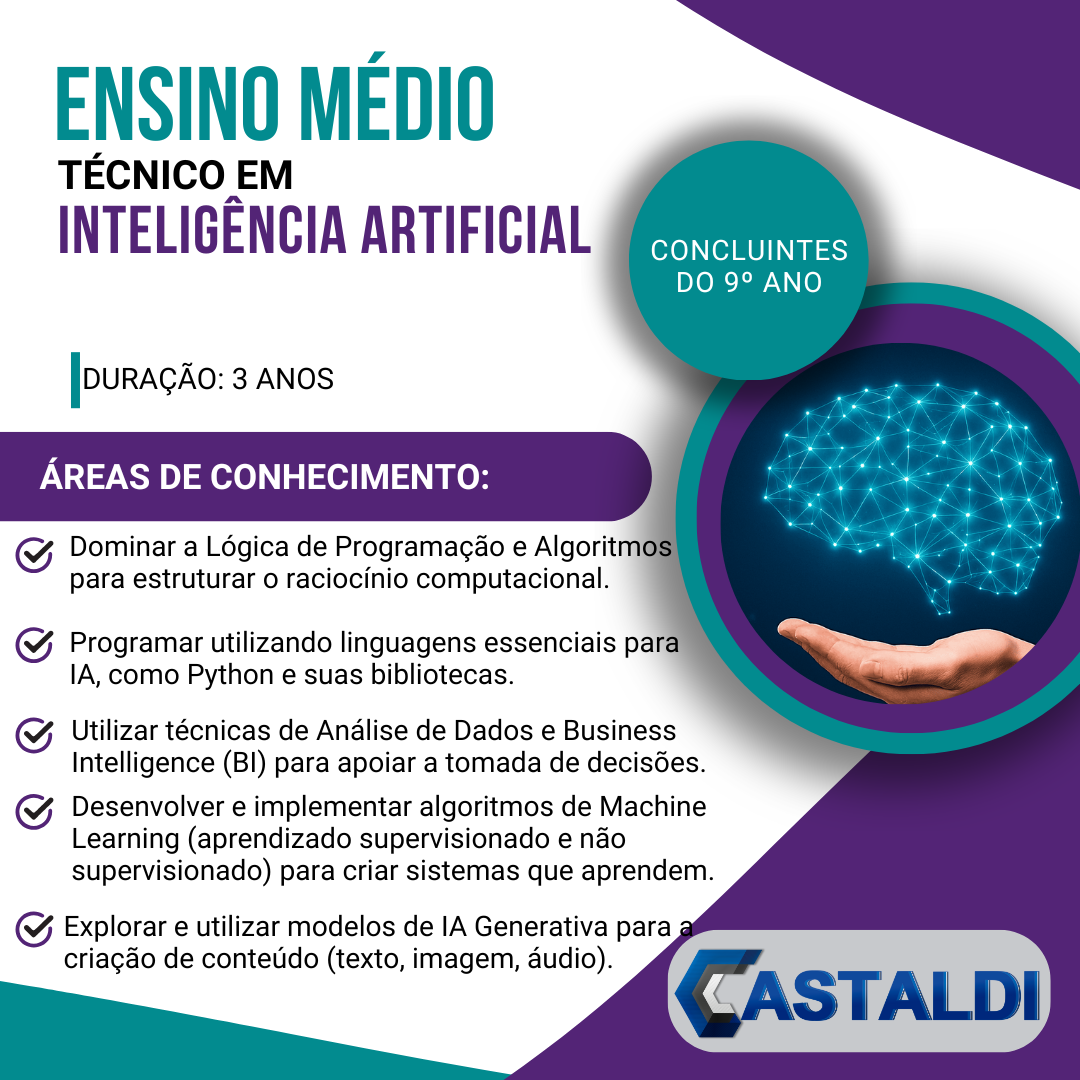 ENSINO MÉDIO
TÉCNICO EM
INTELIGÊNCIA ARTIFICIAL
CONCLUINTES
DO 9º ANO
DURAÇÃO: 3 ANOS
ÁREAS DE CONHECIMENTO:
Dominar a Lógica de Programação e Algoritmos
para estruturar o raciocínio computacional.
Programar utilizando linguagens essenciais para
IA, como Python e suas bibliotecas.
Utilizar técnicas de Análise de Dados e Business
Intelligence (BI) para apoiar a tomada de decisões.
Desenvolver e implementar algoritmos de Machine
Learning (aprendizado supervisionado e não
supervisionado) para criar sistemas que aprendem.
Explorar e utilizar modelos de IA Generativa para a
criação de conteúdo (texto, imagem, áudio).
CASTALDI